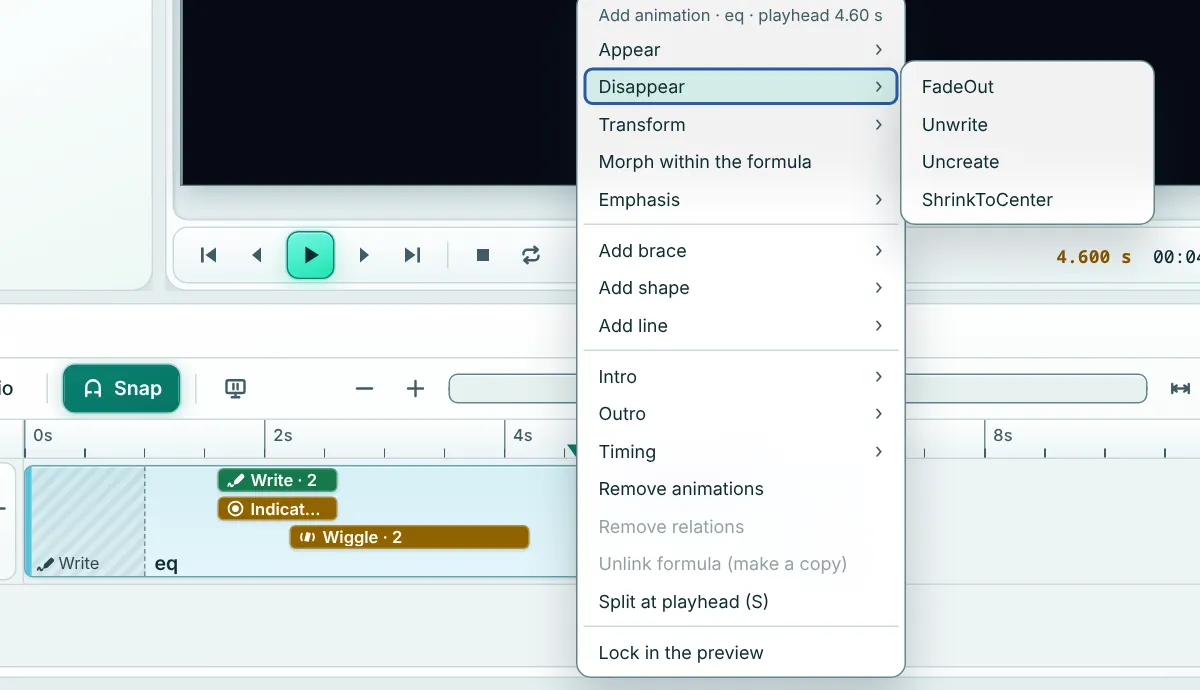 Add animation · eq · playhead 4.60 s
Appear
Disappear
FadeOut
Transform
Unwrite
Morph within the formula
Uncreate
Emphasis
ShrinkToCenter
Add brace
4.600 s 00:04
Add shape
Add line
Intro
io Snap
Outro
0s 2s 4s 8s
Timing
Write · 2
Remove animations
Indicat...
Remove relations
Wiggle · 2
Write eq
Unlink formula (make a copy)
Split at playhead (S)
Lock in the preview